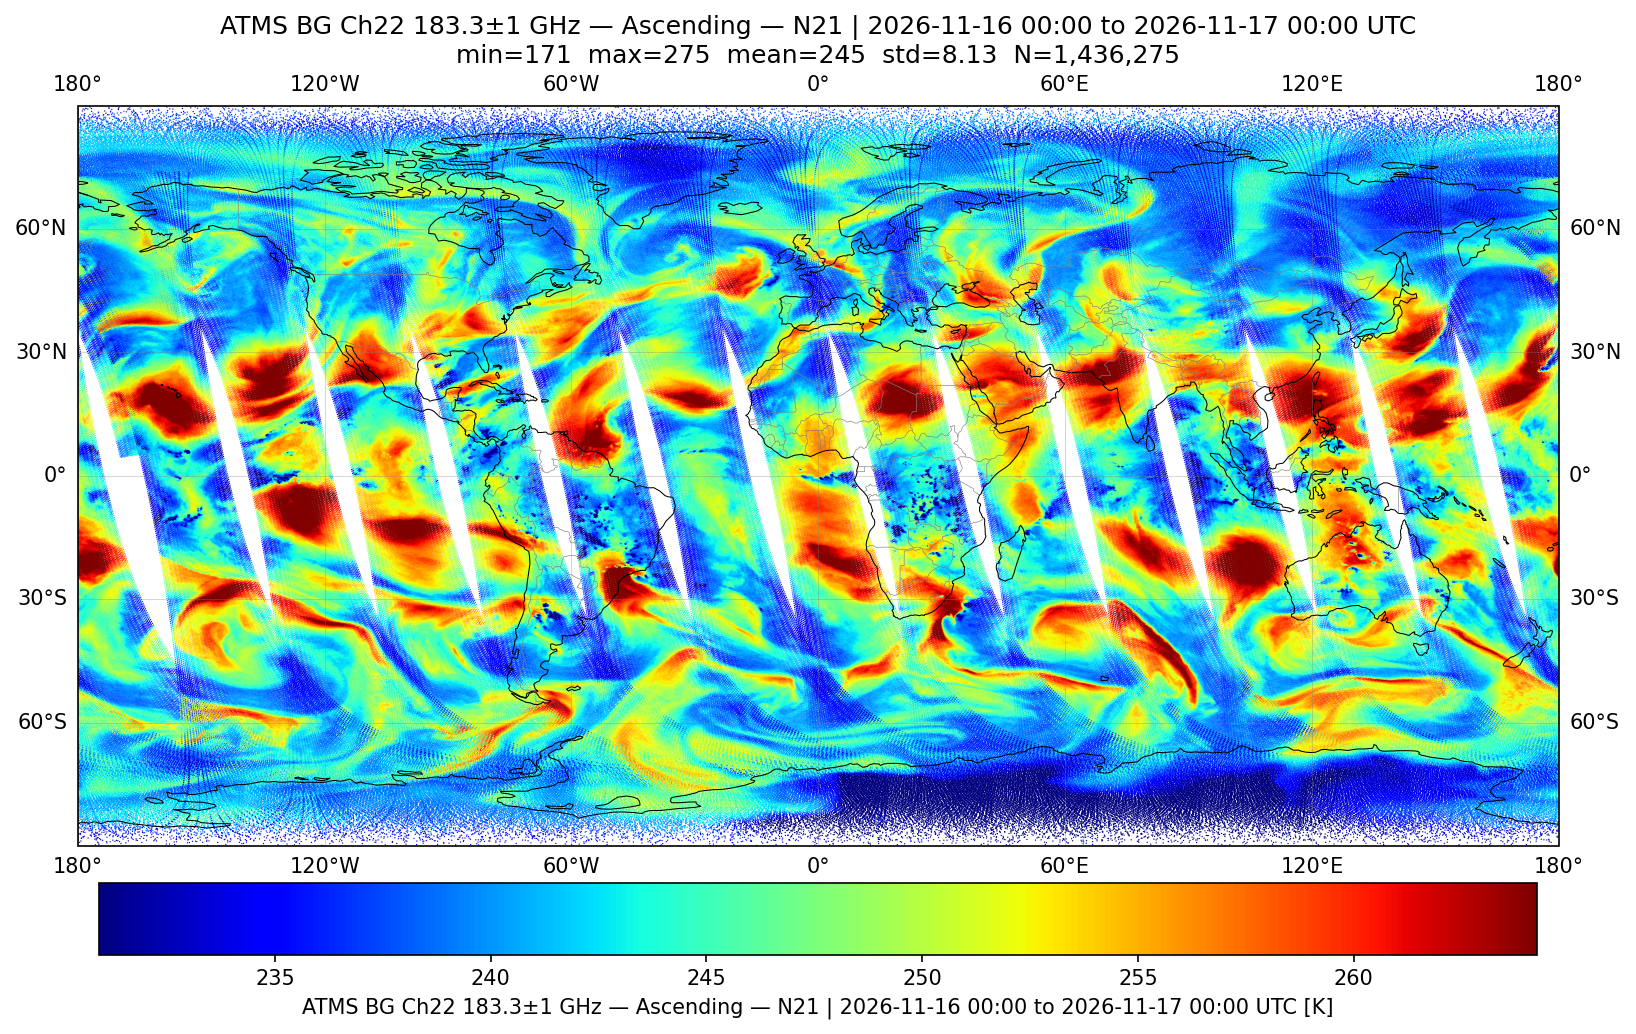 ATMS BG Ch22 183.3±1 GHz — Ascending — N21 | 2026-11-16 00:00 to 2026-11-17 00:00 UTC
min=171 max=275 mean=245 std=8.13 N=1,436,275
180° 120°W 60°W 0° 60°E 120°E 180°
60°N 60°N
30°N 30°N
0° 0°
30°S 30°S
60°S 60°S
180° 120°W 60°W 0° 60°E 120°E 180°
235 240 245 250 255 260
ATMS BG Ch22 183.3±1 GHz — Ascending — N21 | 2026-11-16 00:00 to 2026-11-17 00:00 UTC [K]